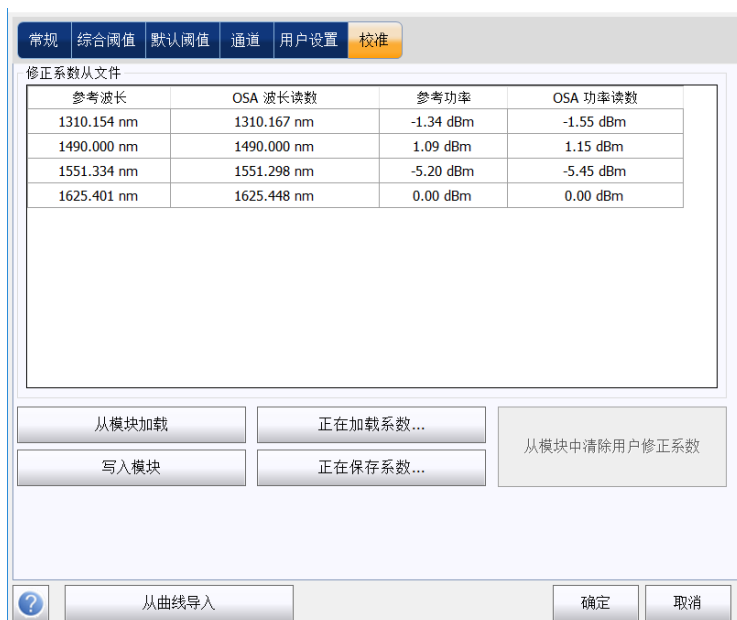 常规 综合阈值 默认阈值 通道 用户设置 校准
修正系数从文件
参考波长 OSA 波长读数 参考功率 OSA 功率读数
1310.154 nm 1310.167 nm -1.34 dBm -1.55 dBm
1490.000 nm 1490.000 nm 1.09 dBm 1.15 dBm
1551.334 nm 1551.298 nm -5.20 dBm -5.45 dBm
1625.401 nm 1625.448 nm 0.00 dBm 0.00 dBm
从模块加载 正在加载系数...
从模块中清除用户修正系数
写入模块 正在保存系数...
? 从曲线导入 确定 取消